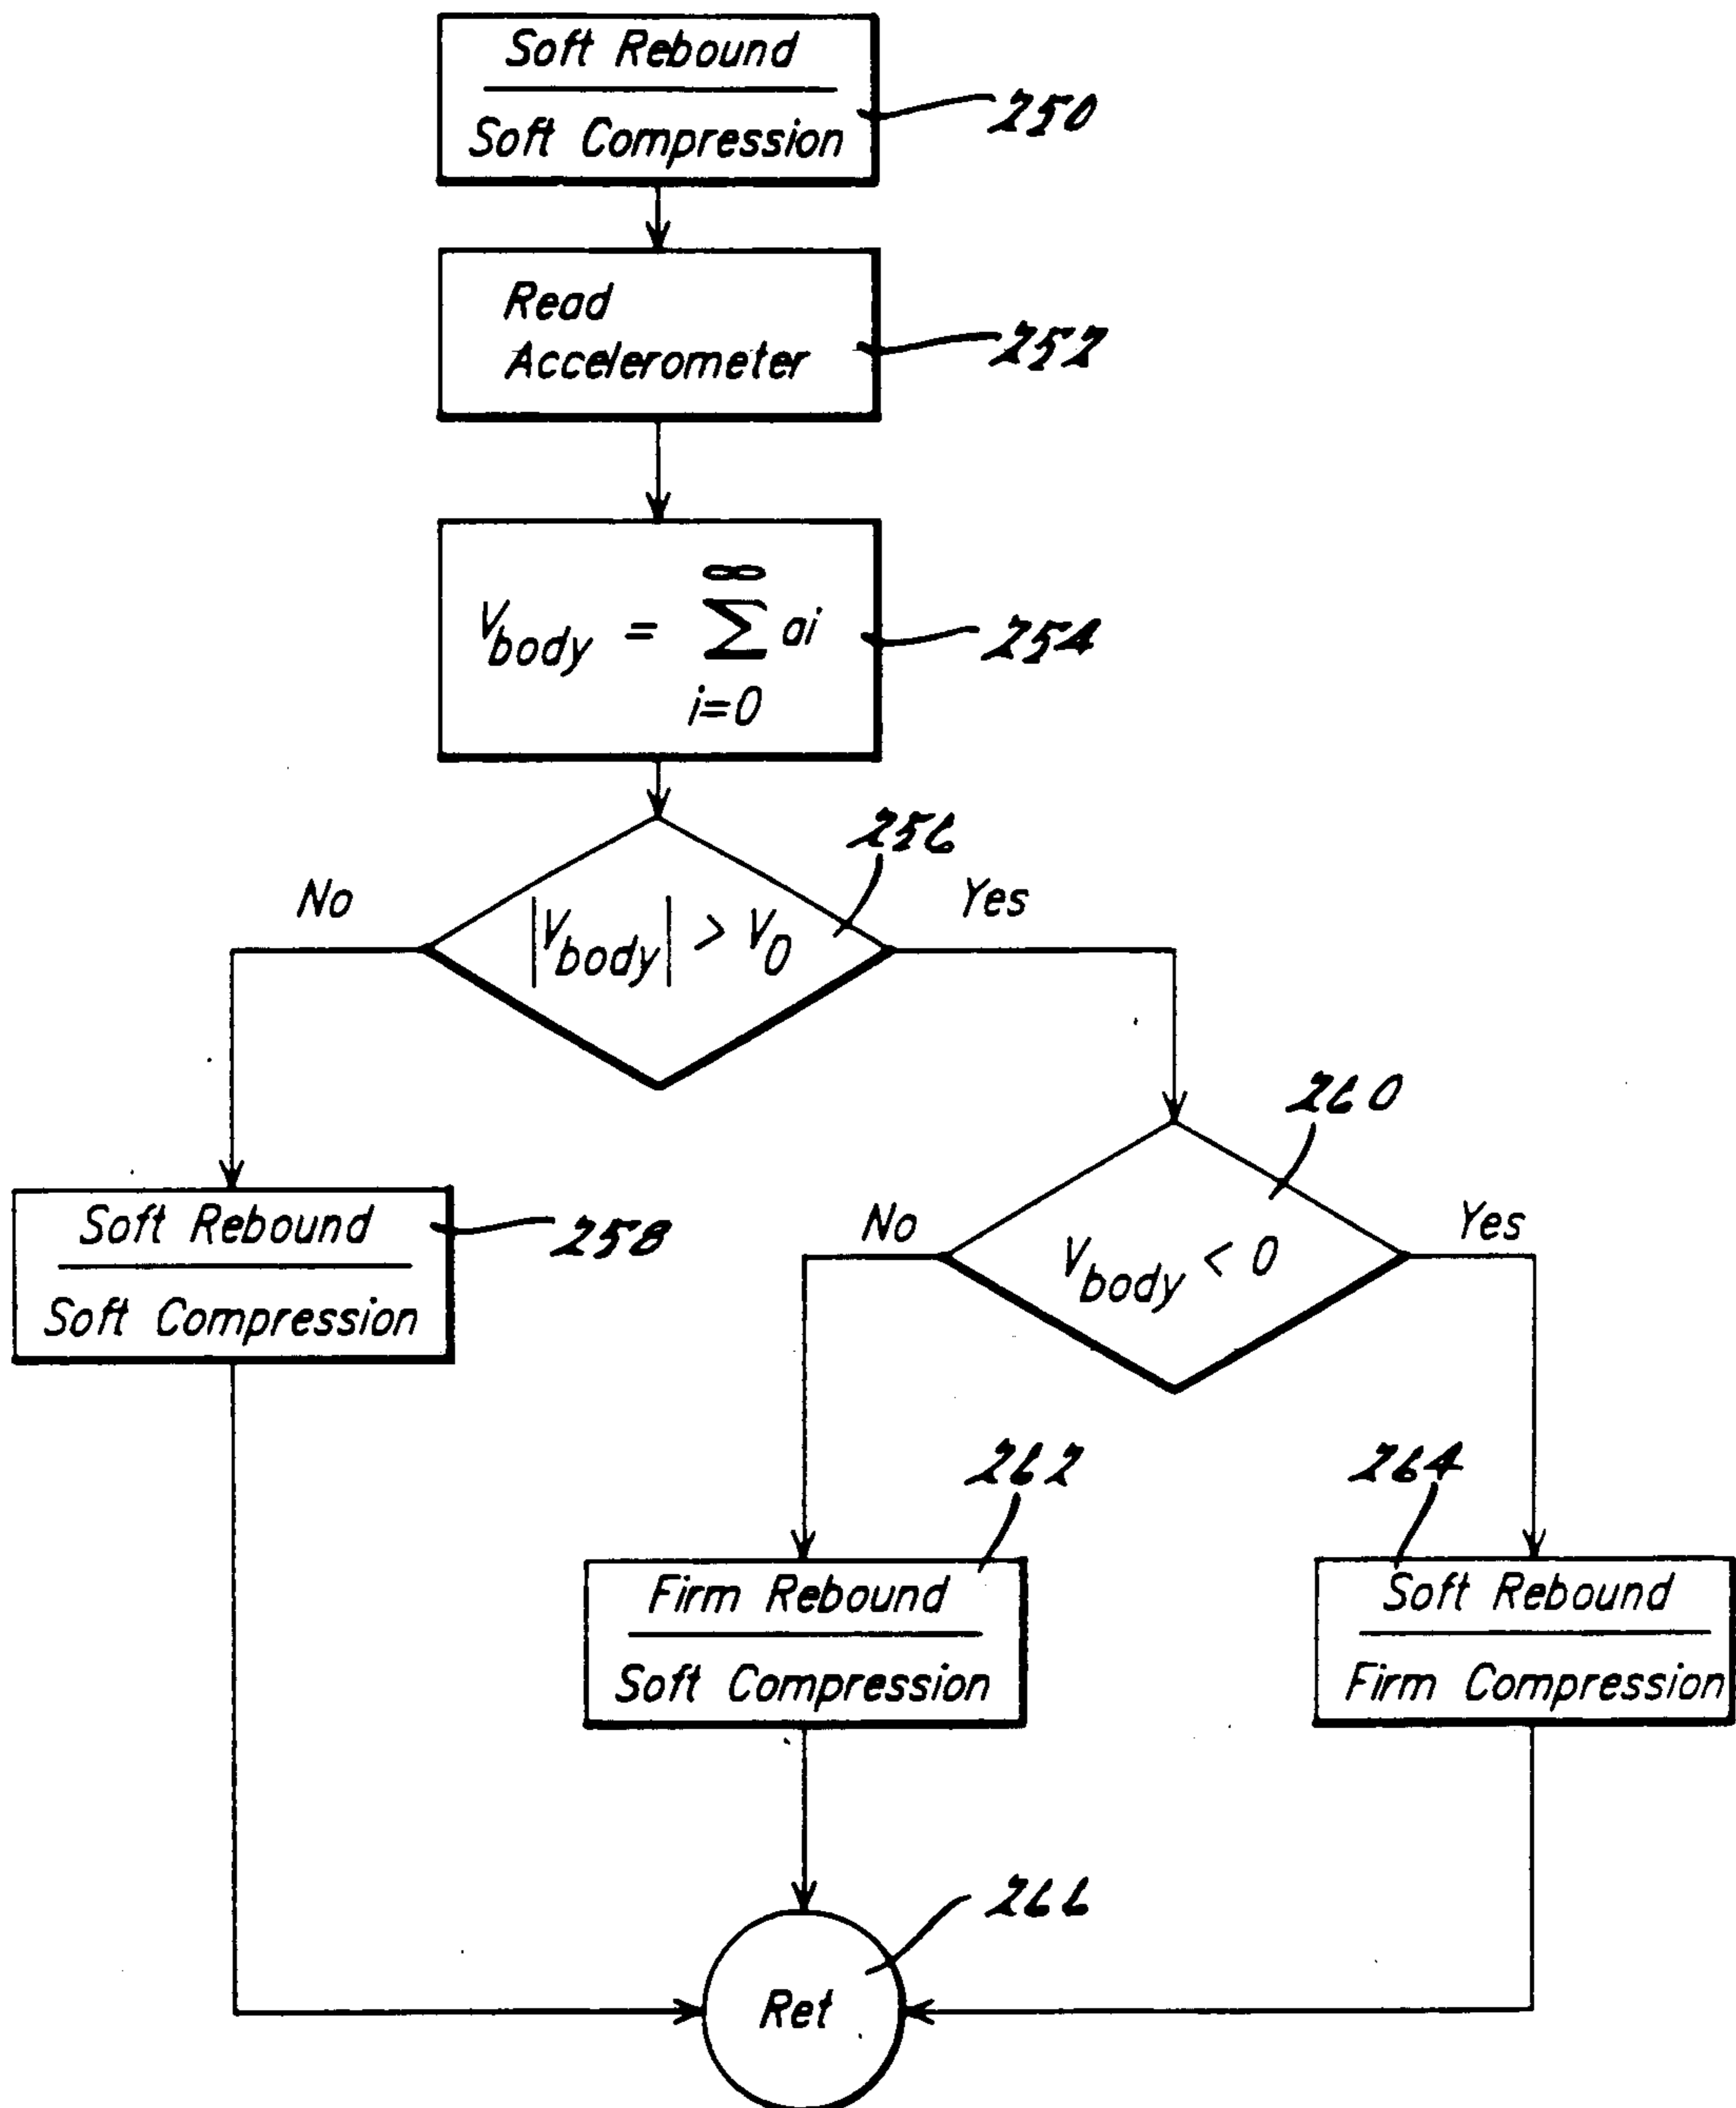 Soft Rebound
Soft Compression
250
Read
Accelerometer
252
∞
V_body = Σ ai
i=0
254
256
No
Yes
|V_body| > V_0
260
Soft Rebound
Soft Compression
258
No
Yes
V_body < 0
262
264
Firm Rebound
Soft Compression
Soft Rebound
Firm Compression
266
Ret